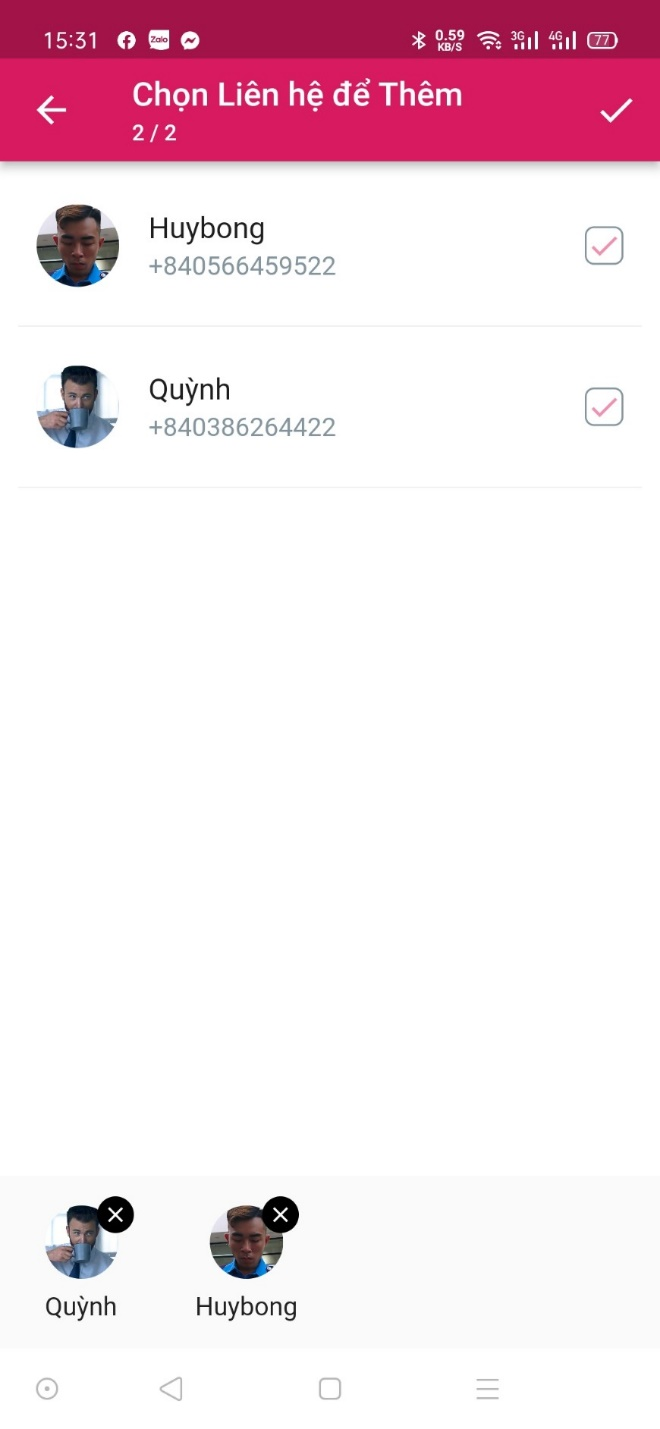 15:31 Zalo 0.59 KB/S 3G 4G 77
Chọn Liên hệ để Thêm
2 / 2
Huybong
+840566459522
Quỳnh
+840386264422
Quỳnh Huybong